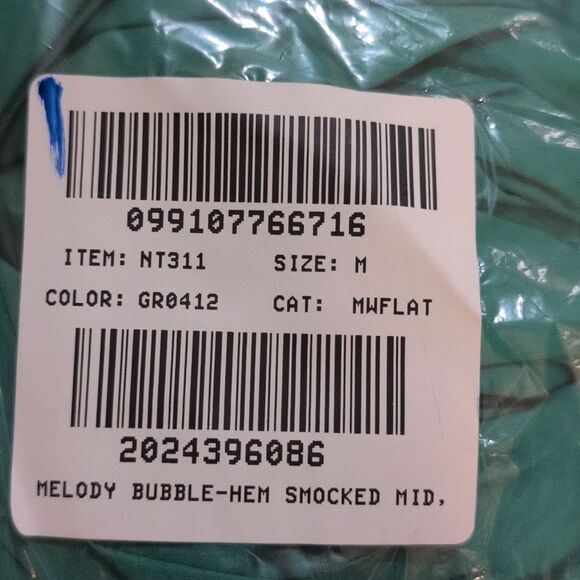 099107766716
ITEM: NT311 SIZE: M
COLOR: GR0412 CAT: MWFLAT
2024396086
MELODY BUBBLE-HEM SMOCKED MID,